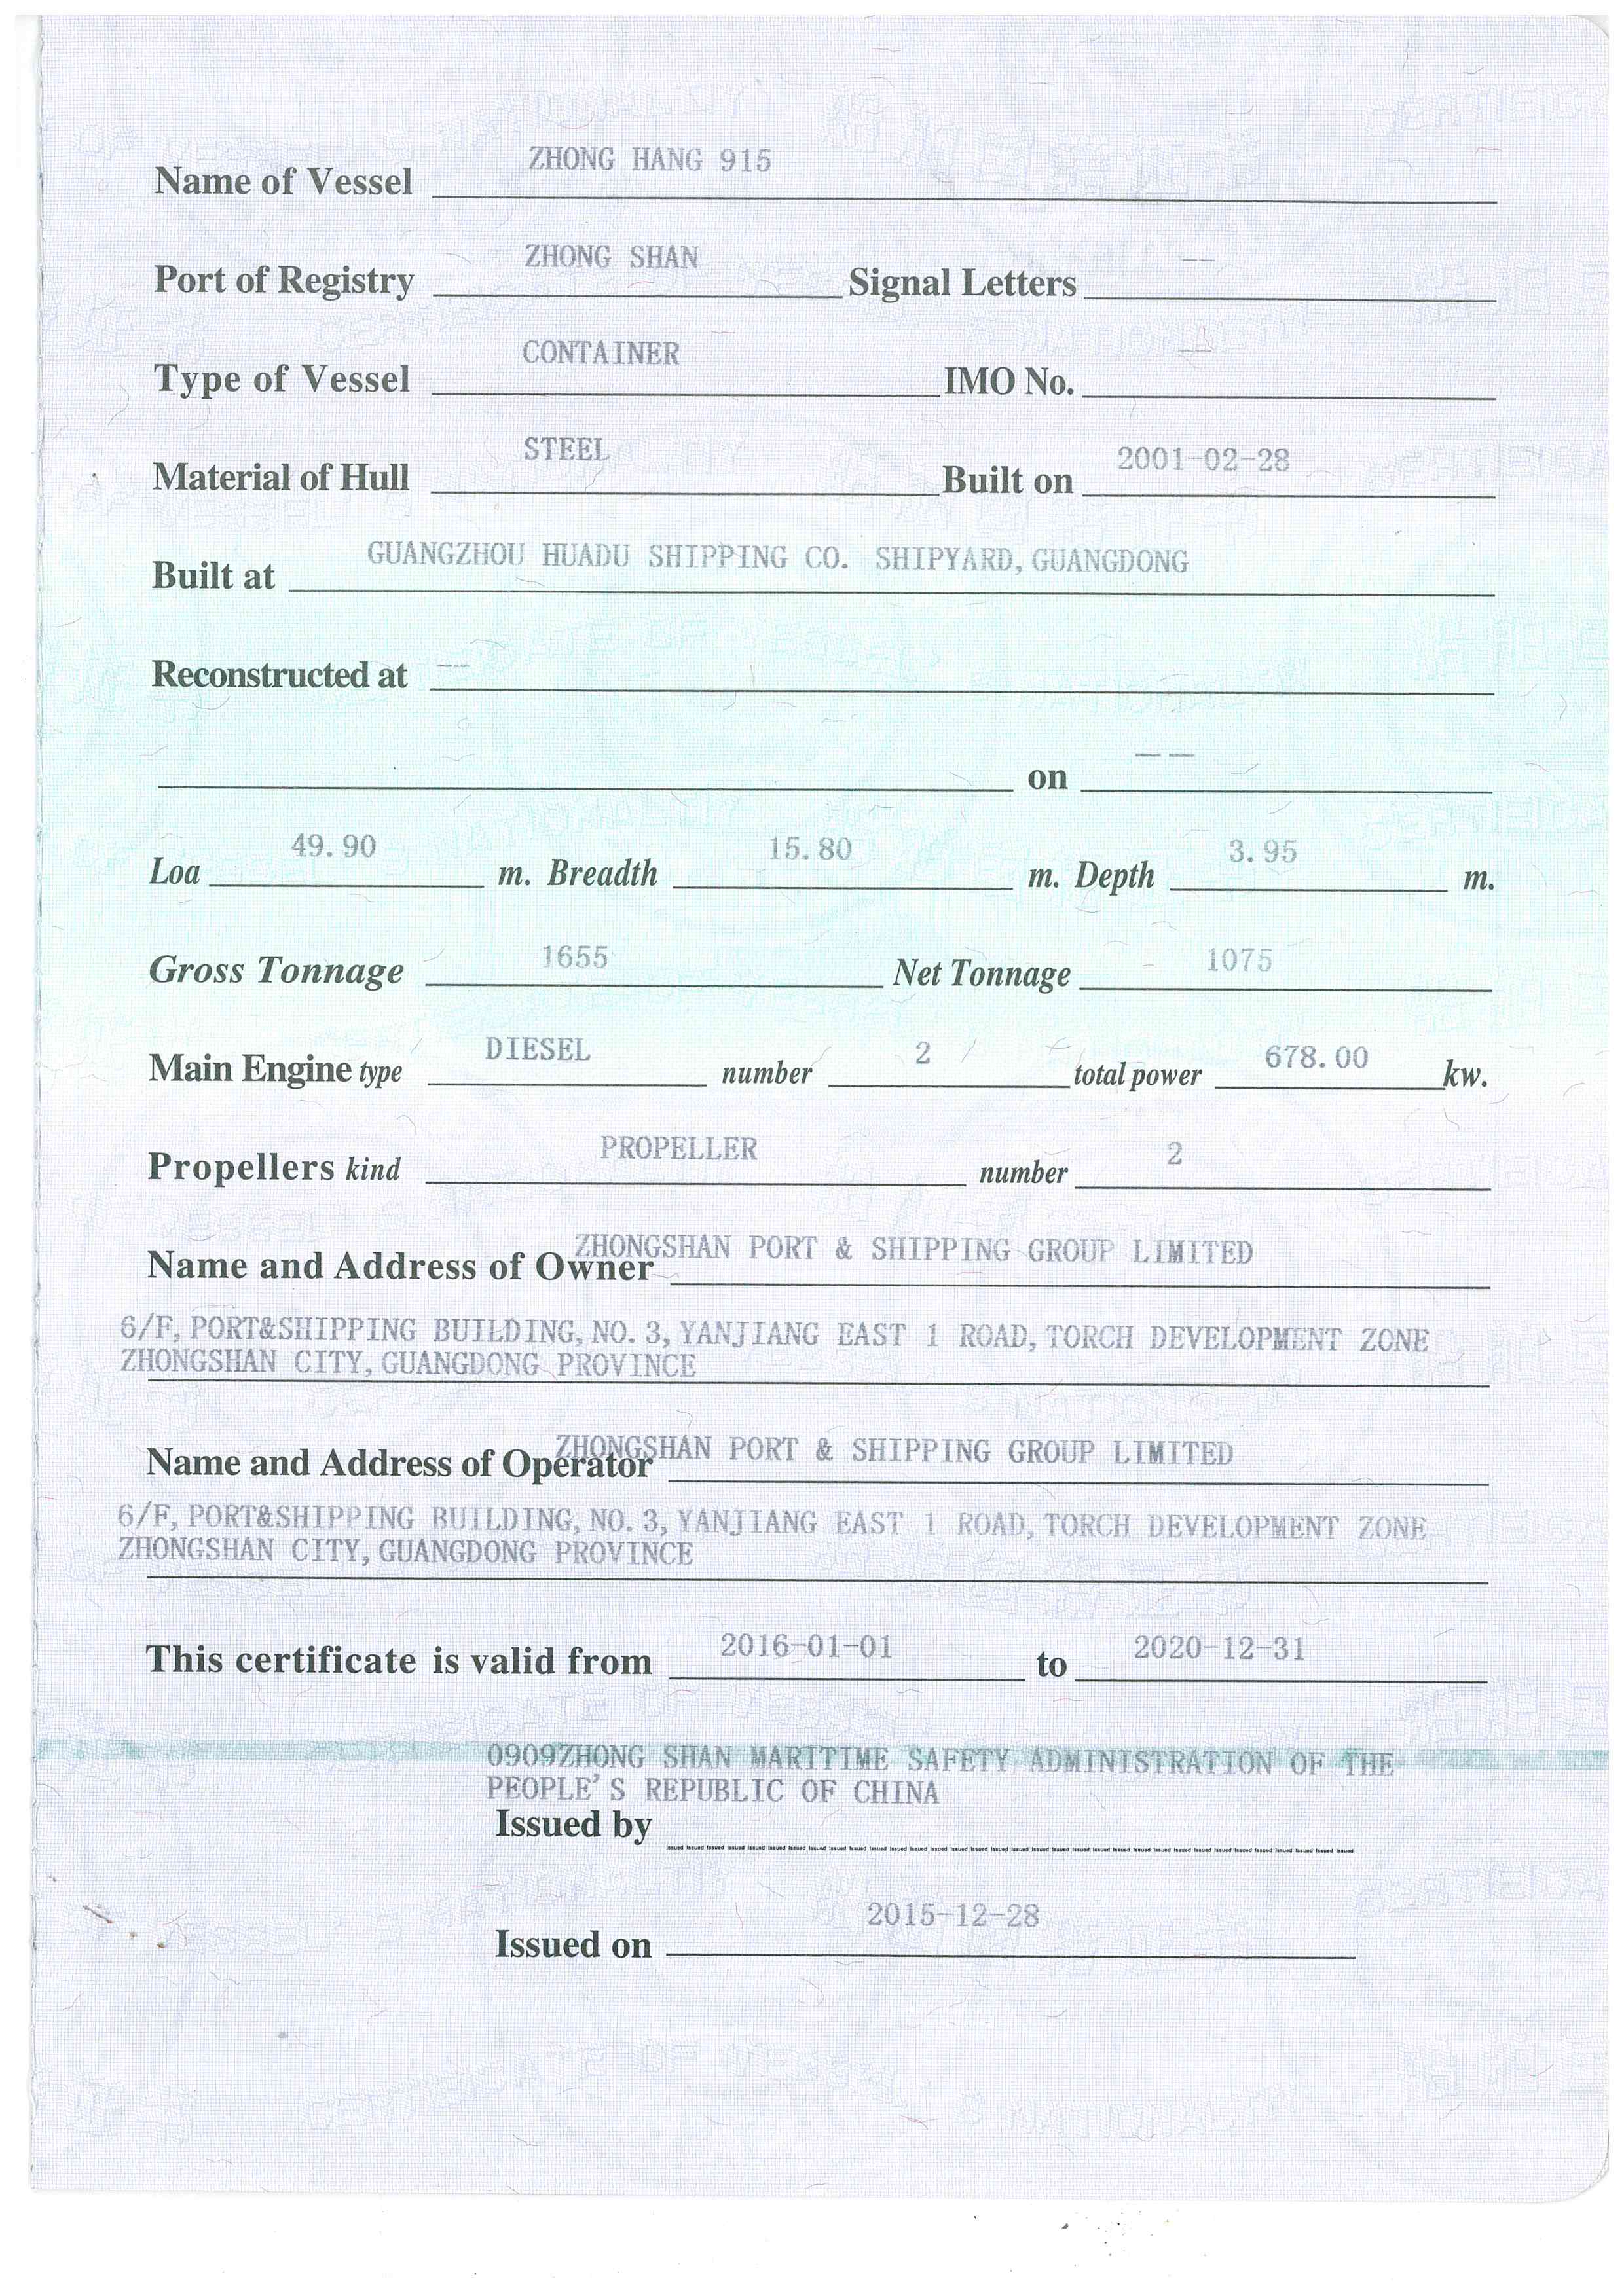 Name of Vessel ZHONG HANG 915
Port of Registry ZHONG SHAN Signal Letters --
Type of Vessel CONTAINER IMO No. --
Material of Hull STEEL Built on 2001-02-28
Built at GUANGZHOU HUADU SHIPPING CO. SHIPYARD, GUANGDONG
Reconstructed at --
on -- --
Loa 49.90 m. Breadth 15.80 m. Depth 3.95 m.
Gross Tonnage 1655 Net Tonnage 1075
Main Engine type DIESEL number 2 total power 678.00 kw.
Propellers kind PROPELLER number 2
Name and Address of Owner ZHONGSHAN PORT & SHIPPING GROUP LIMITED
6/F, PORT&SHIPPING BUILDING, NO. 3, YANJIANG EAST 1 ROAD, TORCH DEVELOPMENT ZONE
ZHONGSHAN CITY, GUANGDONG PROVINCE
Name and Address of Operator ZHONGSHAN PORT & SHIPPING GROUP LIMITED
6/F, PORT&SHIPPING BUILDING, NO. 3, YANJIANG EAST 1 ROAD, TORCH DEVELOPMENT ZONE
ZHONGSHAN CITY, GUANGDONG PROVINCE
This certificate is valid from 2016-01-01 to 2020-12-31
0909ZHONG SHAN MARITIME SAFETY ADMINISTRATION OF THE
PEOPLE'S REPUBLIC OF CHINA
Issued by
Issued on 2015-12-28